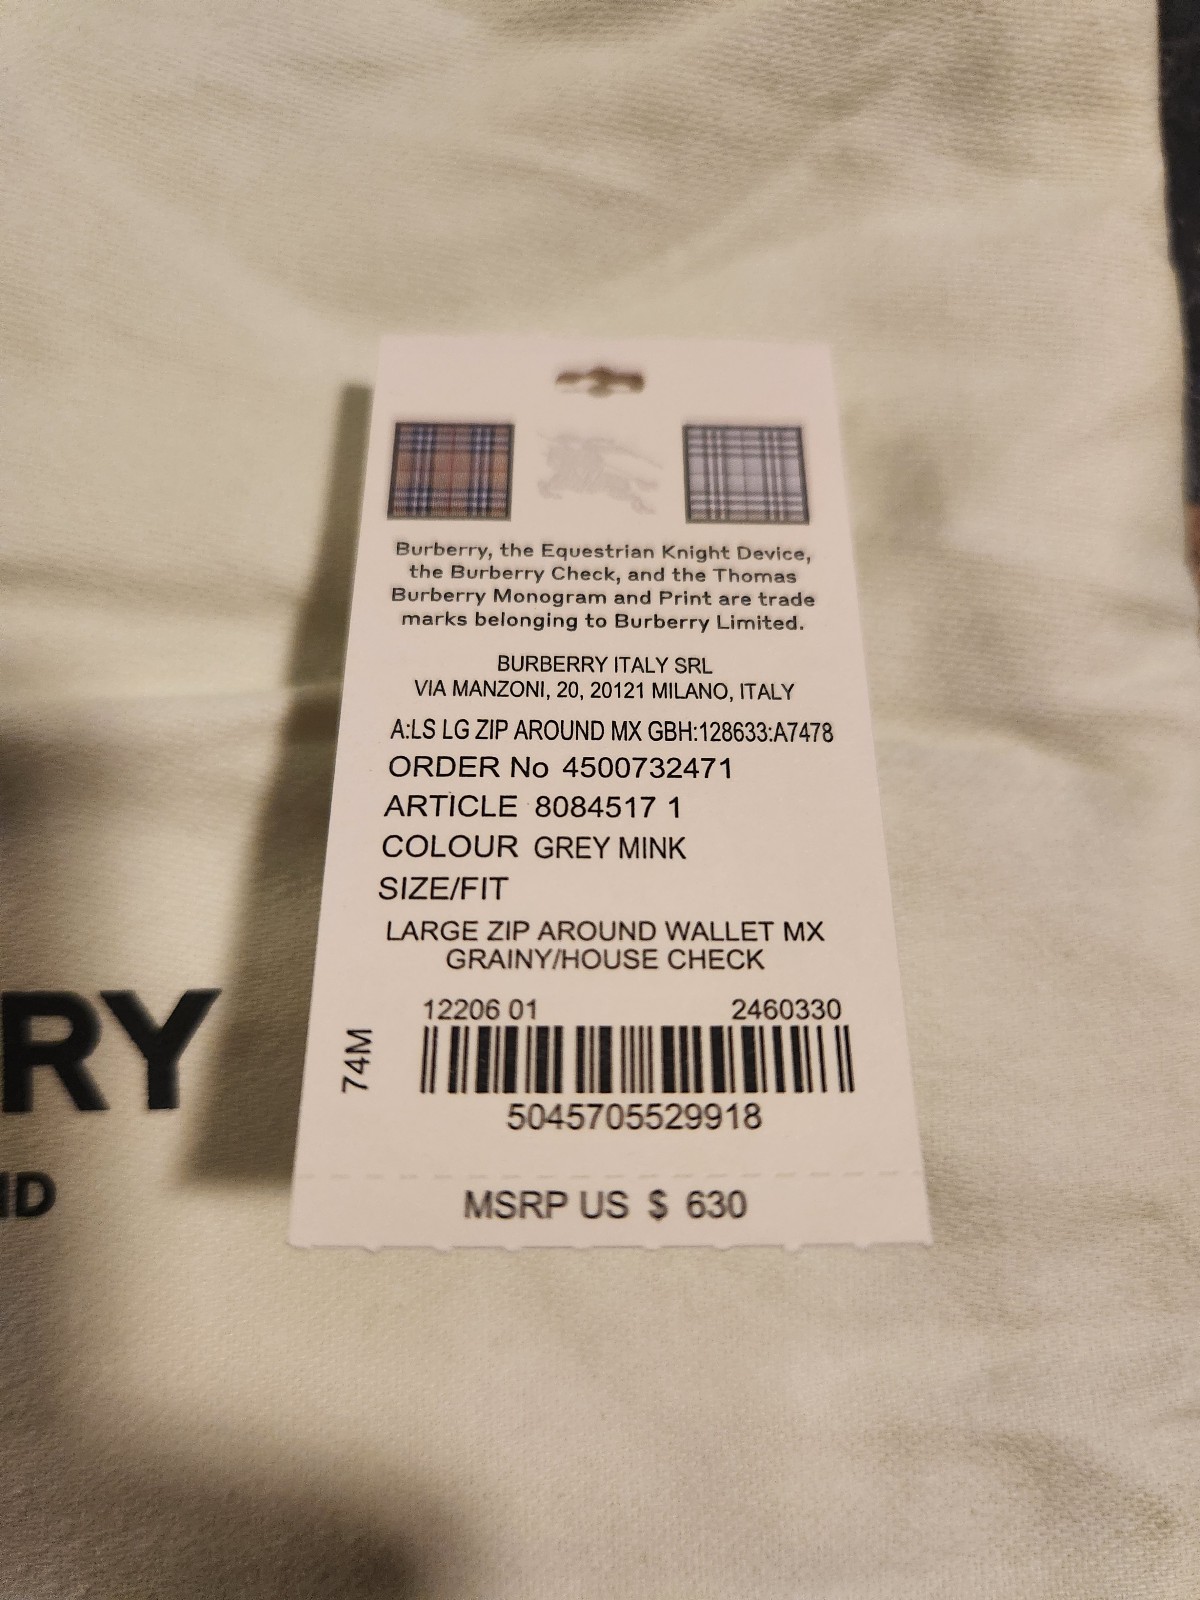 Burberry, the Equestrian Knight Device,
the Burberry Check, and the Thomas
Burberry Monogram and Print are trade
marks belonging to Burberry Limited.
BURBERRY ITALY SRL
VIA MANZONI, 20, 20121 MILANO, ITALY
A:LS LG ZIP AROUND MX GBH:128633:A7478
ORDER No 4500732471
ARTICLE 8084517 1
COLOUR GREY MINK
SIZE/FIT
LARGE ZIP AROUND WALLET MX
GRAINY/HOUSE CHECK
12206 01 2460330
74M
5045705529918
MSRP US $ 630
RY
ND